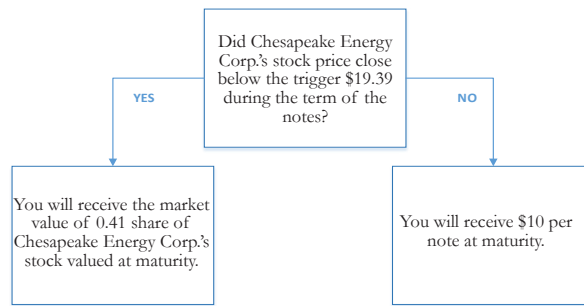 Did Chesapeake Energy
Corp.'s stock price close
below the trigger $19.39
during the term of the
notes?
YES
NO
You will receive the market
value of 0.41 share of
Chesapeake Energy Corp.'s
stock valued at maturity.
You will receive $10 per
note at maturity.